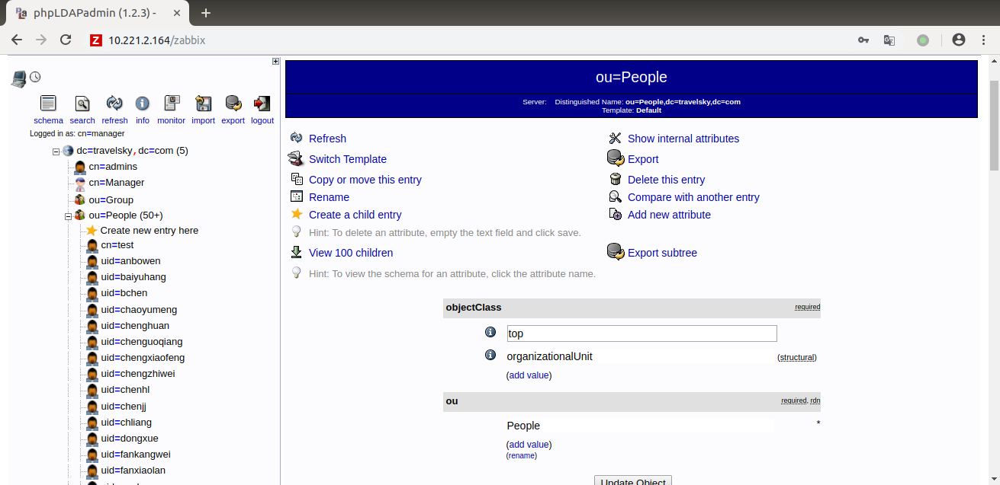 phpLDAPadmin (1.2.3) -
10.221.2.164/zabbix
schema search refresh info monitor import export logout
Logged in as: cn=manager
dc=travelsky, dc=com (5)
cn=admins
cn=Manager
ou=Group
ou=People (50+)
Create new entry here
cn=test
uid=anbowen
uid=baiyuhang
uid=bchen
uid=chaoyumeng
uid=chenghuan
uid=chenguoqiang
uid=chengxiaofeng
uid=chengzhiwei
uid=chenhl
uid=chenjj
uid=chliang
uid=dongxue
uid=fankangwei
uid=fanxiaolan
ou=People
Server: Distinguished Name: ou=People,dc=travelsky,dc=com
Template: Default
Refresh
Show internal attributes
Switch Template
Export
Copy or move this entry
Delete this entry
Rename
Compare with another entry
Create a child entry
Add new attribute
Hint: To delete an attribute, empty the text field and click save.
View 100 children
Export subtree
Hint: To view the schema for an attribute, click the attribute name.
objectClass required
top
organizationalUnit (structural)
(add value)
ou required, rdn
People *
(add value)
(rename)
Update Object